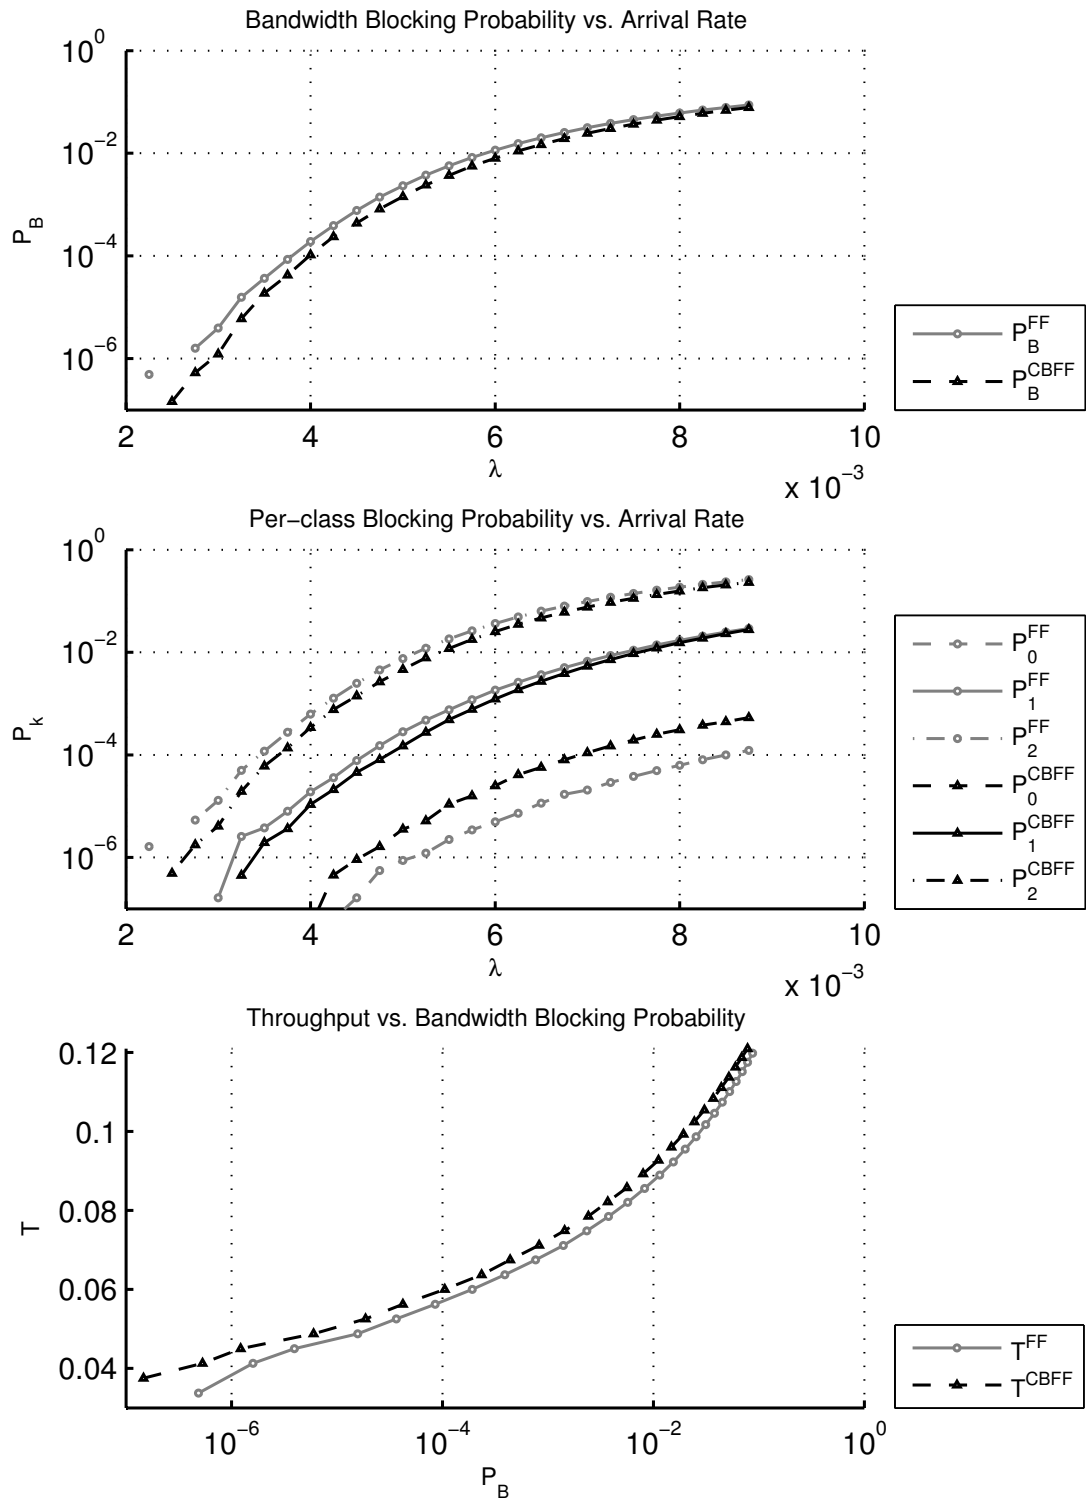 Bandwidth Blocking Probability vs. Arrival Rate
10^0
10^−2
10^−4
10^−6
P_B
2 4 6 8 10
λ
x 10^−3
P_B^FF
P_B^CBFF
Per−class Blocking Probability vs. Arrival Rate
10^0
10^−2
10^−4
10^−6
P_k
2 4 6 8 10
λ
x 10^−3
P_0^FF
P_1^FF
P_2^FF
P_0^CBFF
P_1^CBFF
P_2^CBFF
Throughput vs. Bandwidth Blocking Probability
0.12
0.1
0.08
0.06
0.04
T
10^−6 10^−4 10^−2 10^0
P_B
T^FF
T^CBFF